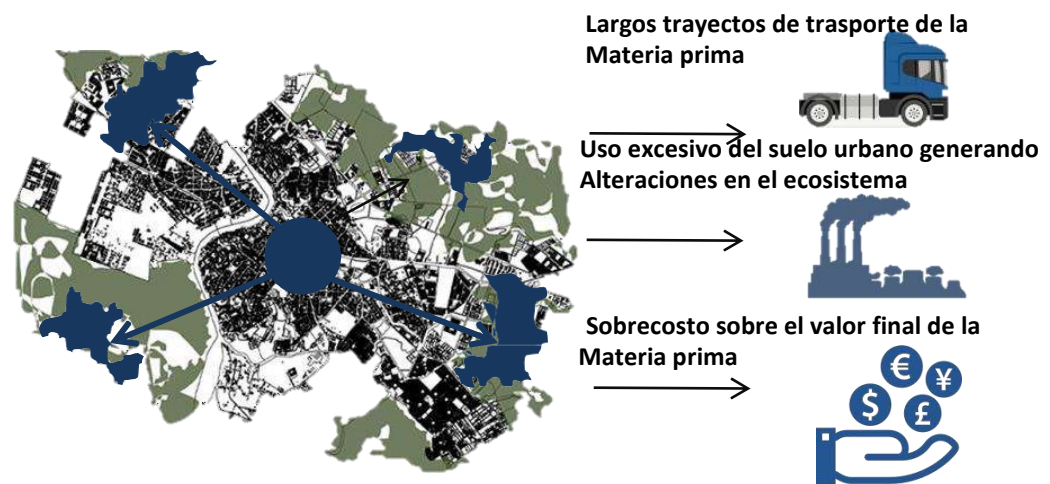 Largos trayectos de trasporte de la
Materia prima
Uso excesivo del suelo urbano generando
Alteraciones en el ecosistema
Sobrecosto sobre el valor final de la
Materia prima
€
¥
$
£